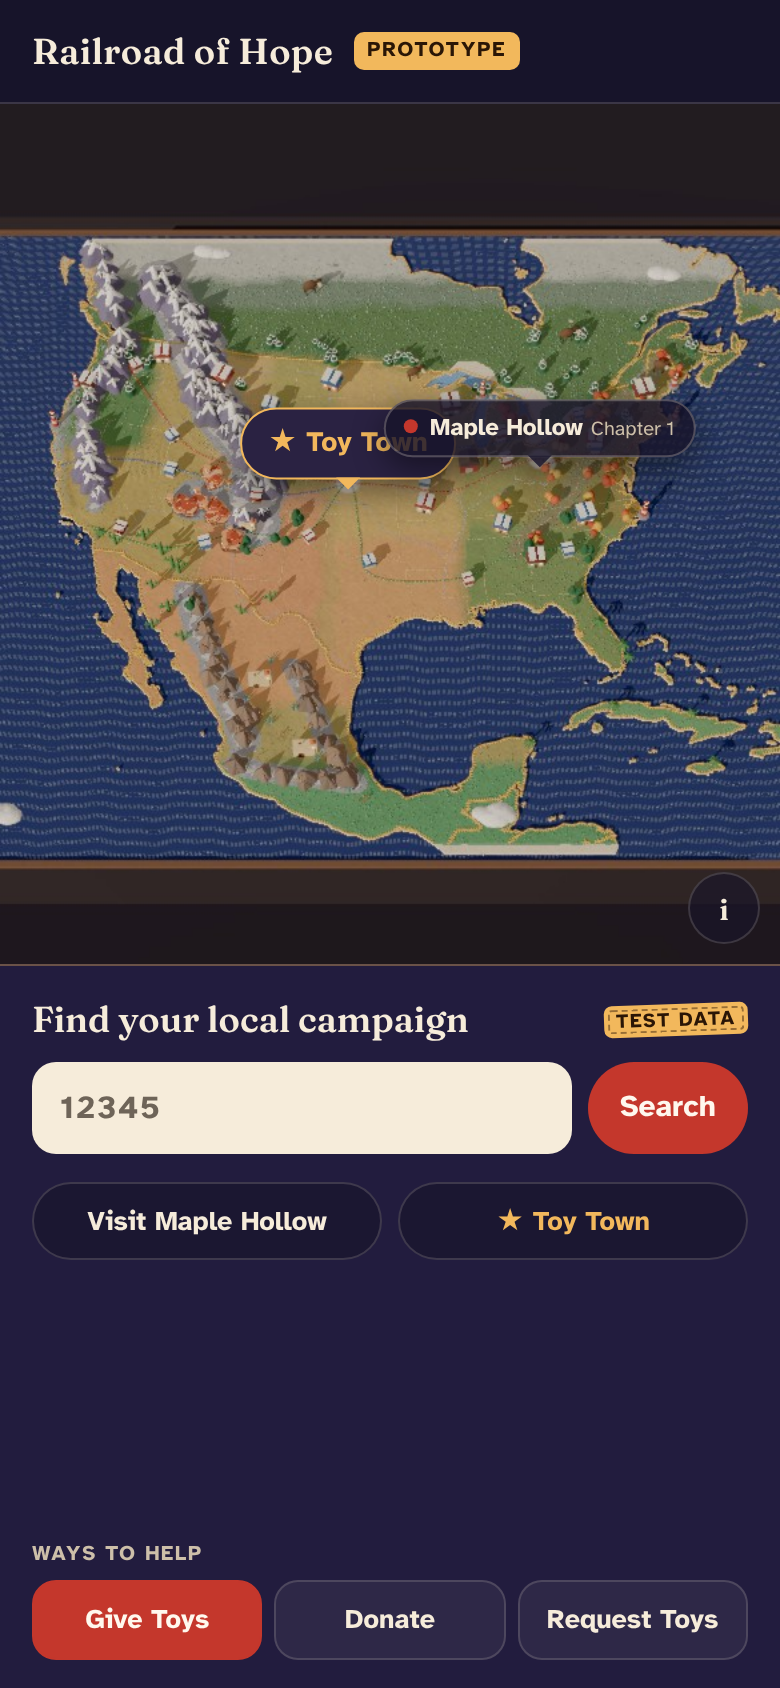 Railroad of Hope PROTOTYPE
★ Toy Town
Maple Hollow Chapter 1
i
Find your local campaign TEST DATA
12345 Search
Visit Maple Hollow ★ Toy Town
WAYS TO HELP
Give Toys Donate Request Toys